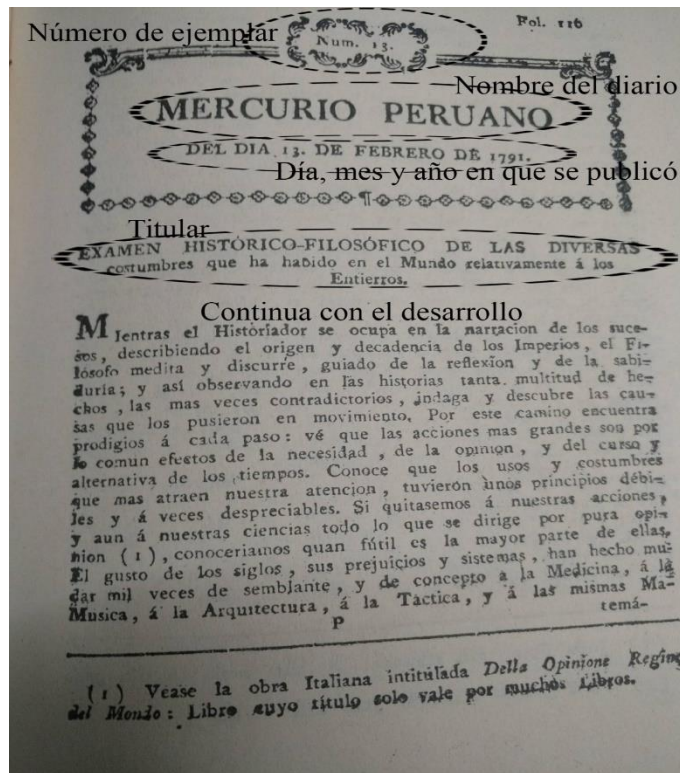 Fol. 116
Número de ejemplar
Num. 13.
Nombre del diario
MERCURIO PERUANO
DEL DIA 13. DE FEBRERO DE 1791.
Día, mes y año en que se publicó
Titular
EXAMEN HISTÓRICO-FILOSÓFICO DE LAS DIVERSAS
costumbres que ha habido en el Mundo relativamente á los
Entierros.
Continua con el desarrollo
Mientras el Históriador se ocupa en la narracion de los suce-
sos, describiendo el origen y decadencia de los Imperios, el Fi-
lósofo medita y discurre, guiado de la reflexîon y de la sabi-
duria; y así observando en las historias tanta multitud de he-
chos, las mas veces contradictorios, indaga y descubre las cau-
sas que los pusieron en movimiento. Por este camino encuentra
prodigios á cada paso: vé que las acciones mas grandes son por
lo comun efectos de la necesidad, de la opinion, y del curso y
alternativa de los tiempos. Conoce que los usos y costumbres
que mas atraen nuestra atencion, tuvieron unos principios débi-
les y á veces despreciables. Si quitasemos á nuestras acciones,
y aun á nuestras ciencias todo lo que se dirige por pura opi-
nion (1), conoceriamos quan fútil es la mayor parte de ellas.
El gusto de los siglos, sus prejuicios y sistemas, han hecho mu-
dar mil veces de semblante, y de concepto a la Medicina, á la
Musica, á la Arquitectura, á la Tactica, y á las mismas Ma-
P temá-
(1) Vease la obra Italiana intitúlada Della Opinione Regina
del Mondo: Libro cuyo título solo vale por muchos Libros.